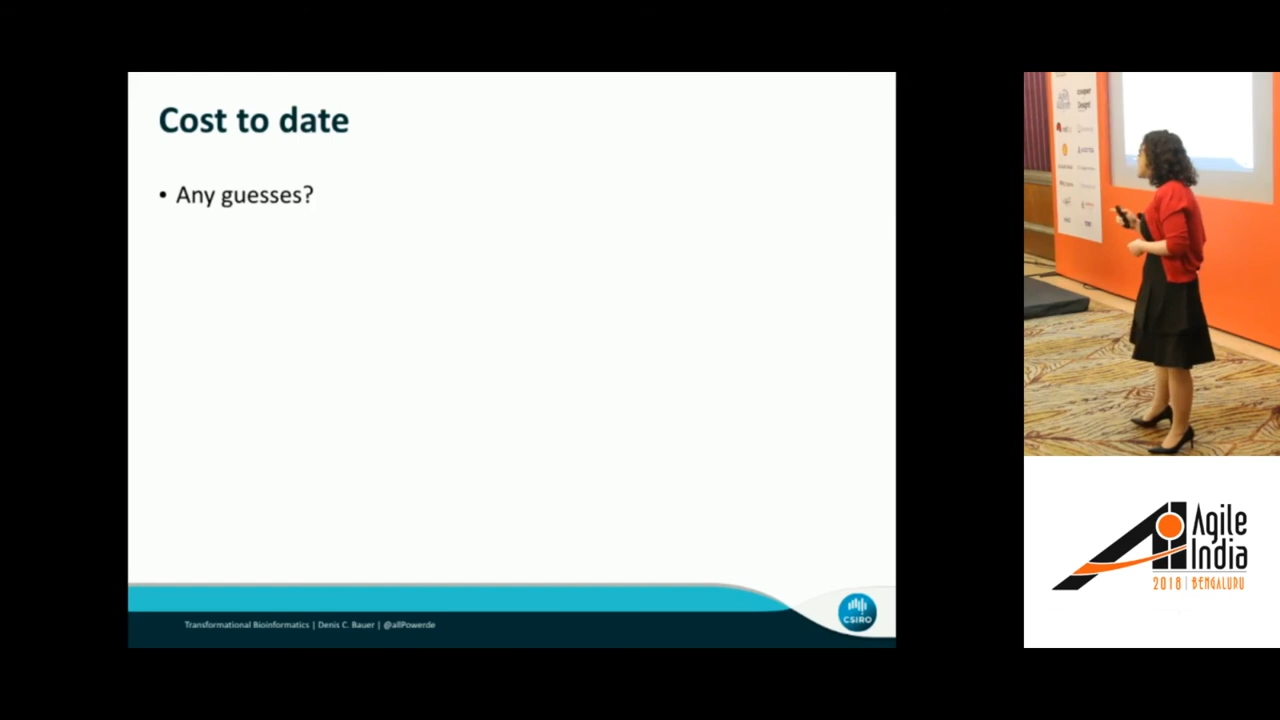 Cost to date
• Any guesses?
Transformational Bioinformatics | Denis C. Bauer | @allPowerde
CSIRO
Agile
India
2018 | BENGALURU